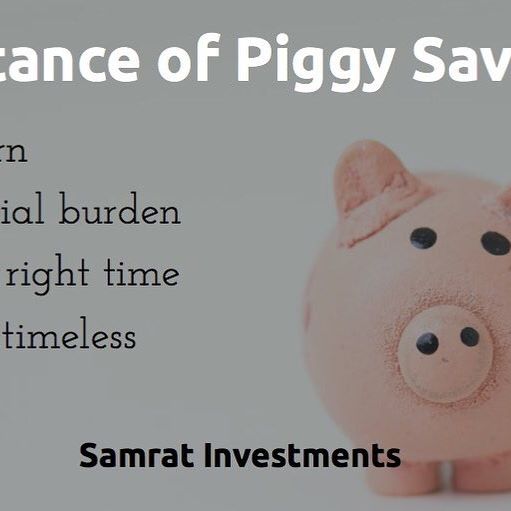 tance of Piggy Sav
rn
ial burden
right time
timeless
Samrat Investments